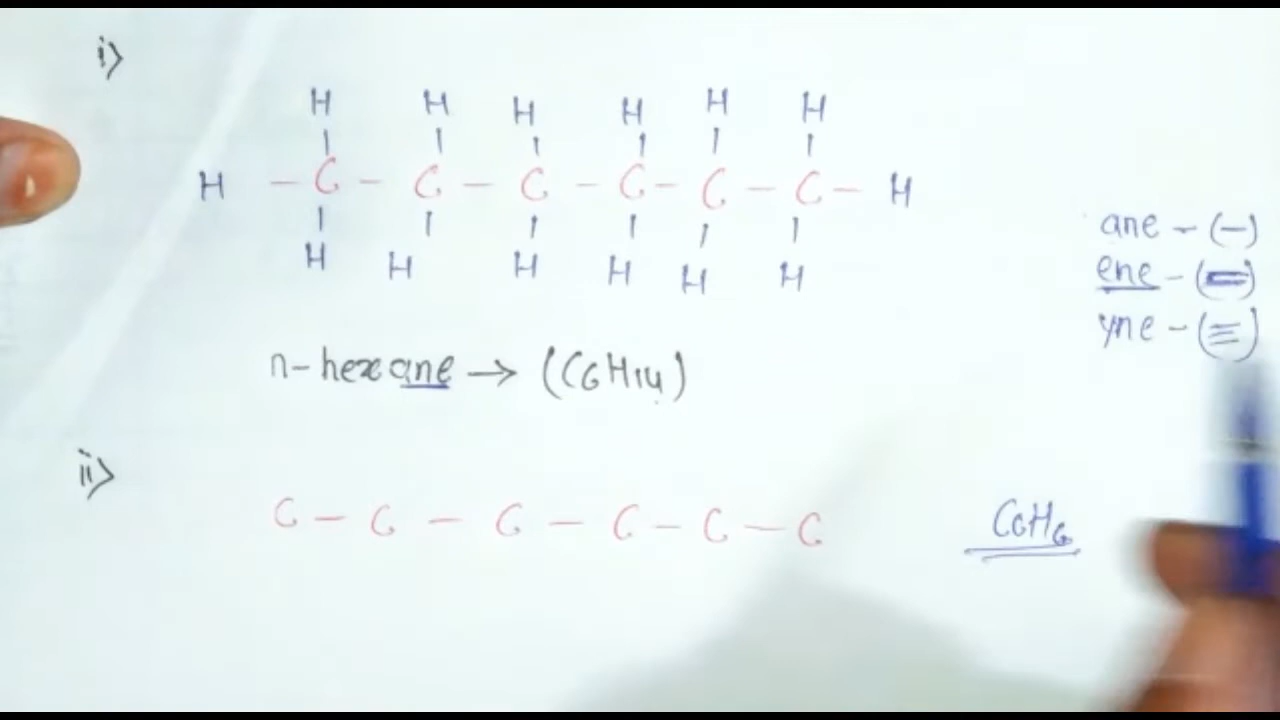 i)
H H H H H H
H – C – C – C – C – C – C – H
H H H H H H
ane – (–)
ene – (=)
yne – (≡)
n-hexane → (C6H14)
ii)
C – C – C – C – C – C
C6H6